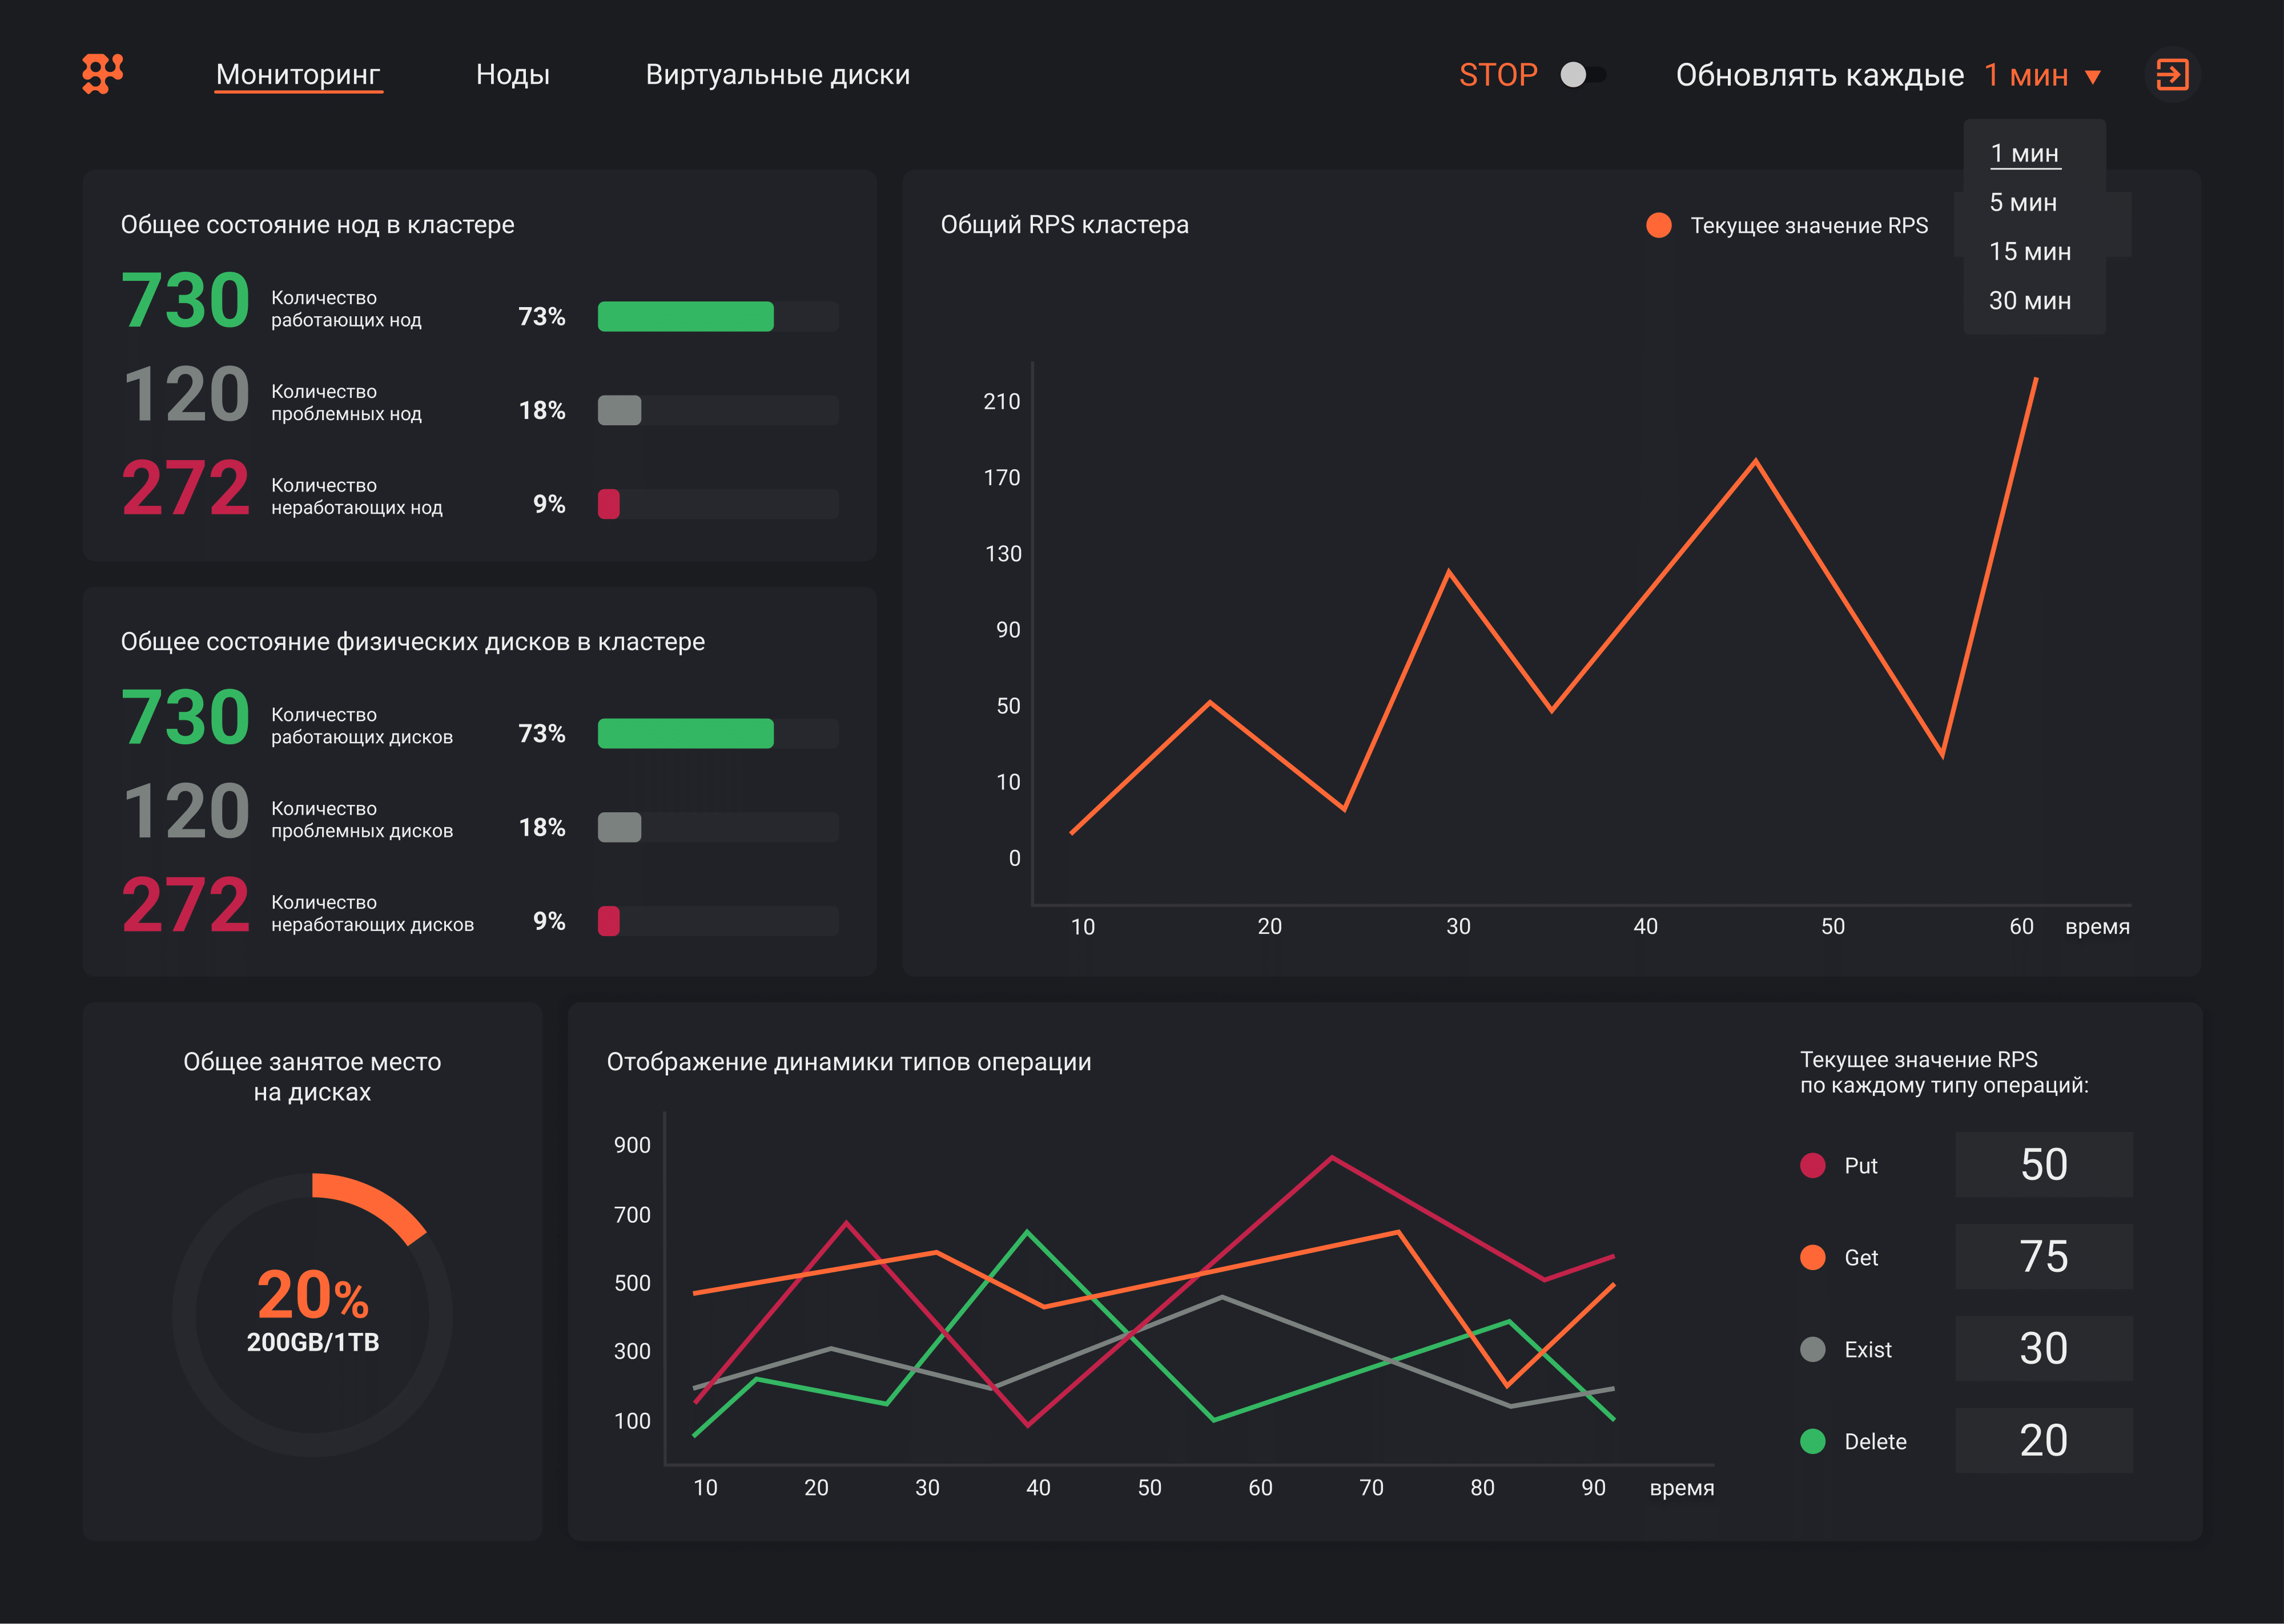 Мониторинг
Ноды
Виртуальные диски
STOP
Обновлять каждые 1 мин
1 мин
5 мин
15 мин
30 мин
Общее состояние нод в кластере
730
Количество
работающих нод
73%
120
Количество
проблемных нод
18%
272
Количество
неработающих нод
9%
Общее состояние физических дисков в кластере
730
Количество
работающих дисков
73%
120
Количество
проблемных дисков
18%
272
Количество
неработающих дисков
9%
Общий RPS кластера
Текущее значение RPS
210
170
130
90
50
10
0
10 20 30 40 50 60 время
Общее занятое место
на дисках
20%
200GB/1TB
Отображение динамики типов операции
900
700
500
300
100
10 20 30 40 50 60 70 80 90 время
Текущее значение RPS
по каждому типу операций:
Put 50
Get 75
Exist 30
Delete 20